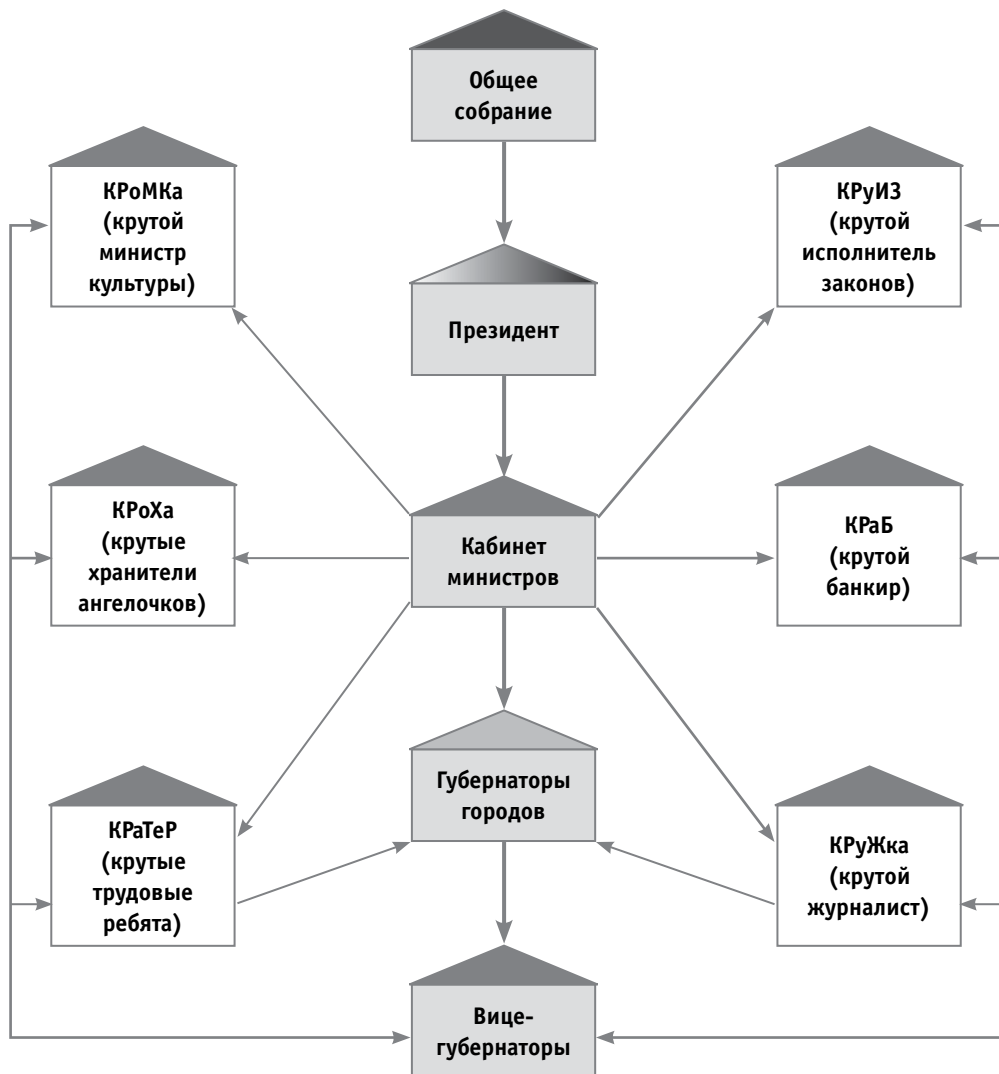 Общее
собрание
КРоМКа
(крутой
министр
культуры)
КРуИЗ
(крутой
исполнитель
законов)
Президент
КРоХа
(крутые
хранители
ангелочков)
Кабинет
министров
КРаБ
(крутой
банкир)
КРаТеР
(крутые
трудовые
ребята)
Губернаторы
городов
КРуЖка
(крутой
журналист)
Вице-
губернаторы